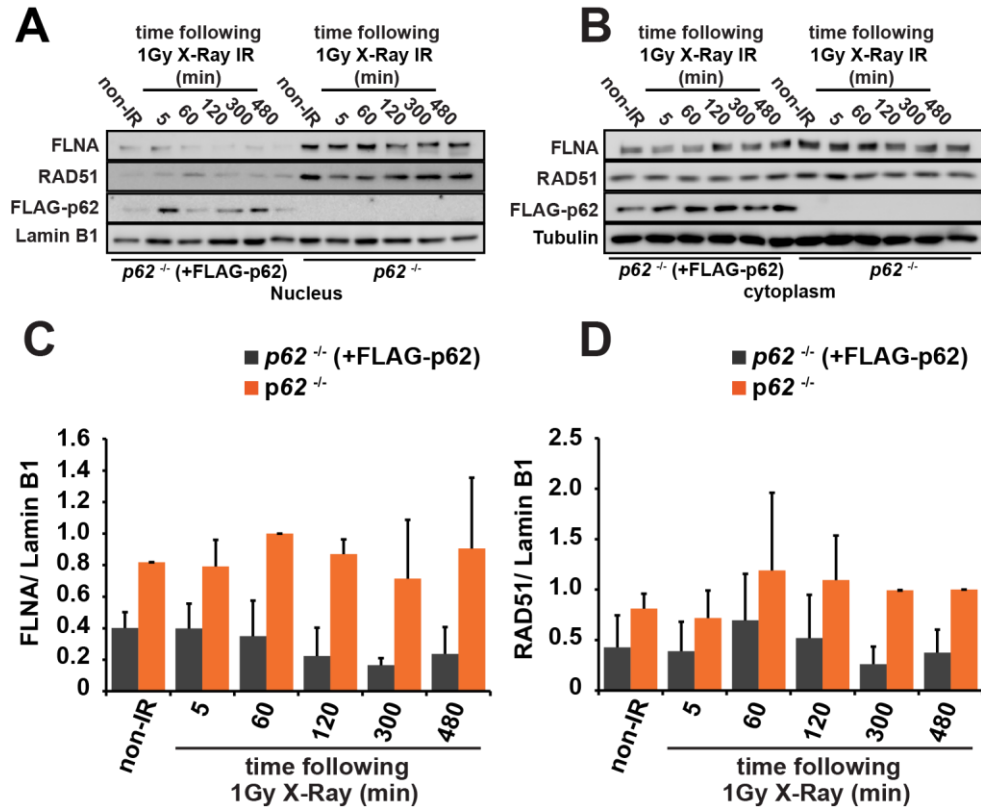 A
time following
1Gy X-Ray IR
(min)
non-IR 5 60 120 300 480 non-IR 5 60 120 300 480
FLNA
RAD51
FLAG-p62
Lamin B1
p62 -/- (+FLAG-p62) p62 -/-
Nucleus
B
time following
1Gy X-Ray IR
(min)
time following
1Gy X-Ray IR
(min)
non-IR 5 60 120 300 480 non-IR 5 60 120 300 480
FLNA
RAD51
FLAG-p62
Tubulin
p62 -/- (+FLAG-p62) p62 -/-
cytoplasm
C
p62 -/- (+FLAG-p62)
p62 -/-
FLNA/ Lamin B1
1.6
1.4
1.2
1.0
0.8
0.6
0.4
0.2
0
non-IR 5 60 120 300 480
time following
1Gy X-Ray (min)
D
p62 -/- (+FLAG-p62)
p62 -/-
RAD51/ Lamin B1
2.5
2.0
1.5
1.0
0.5
0
non-IR 5 60 120 300 480
time following
1Gy X-Ray (min)